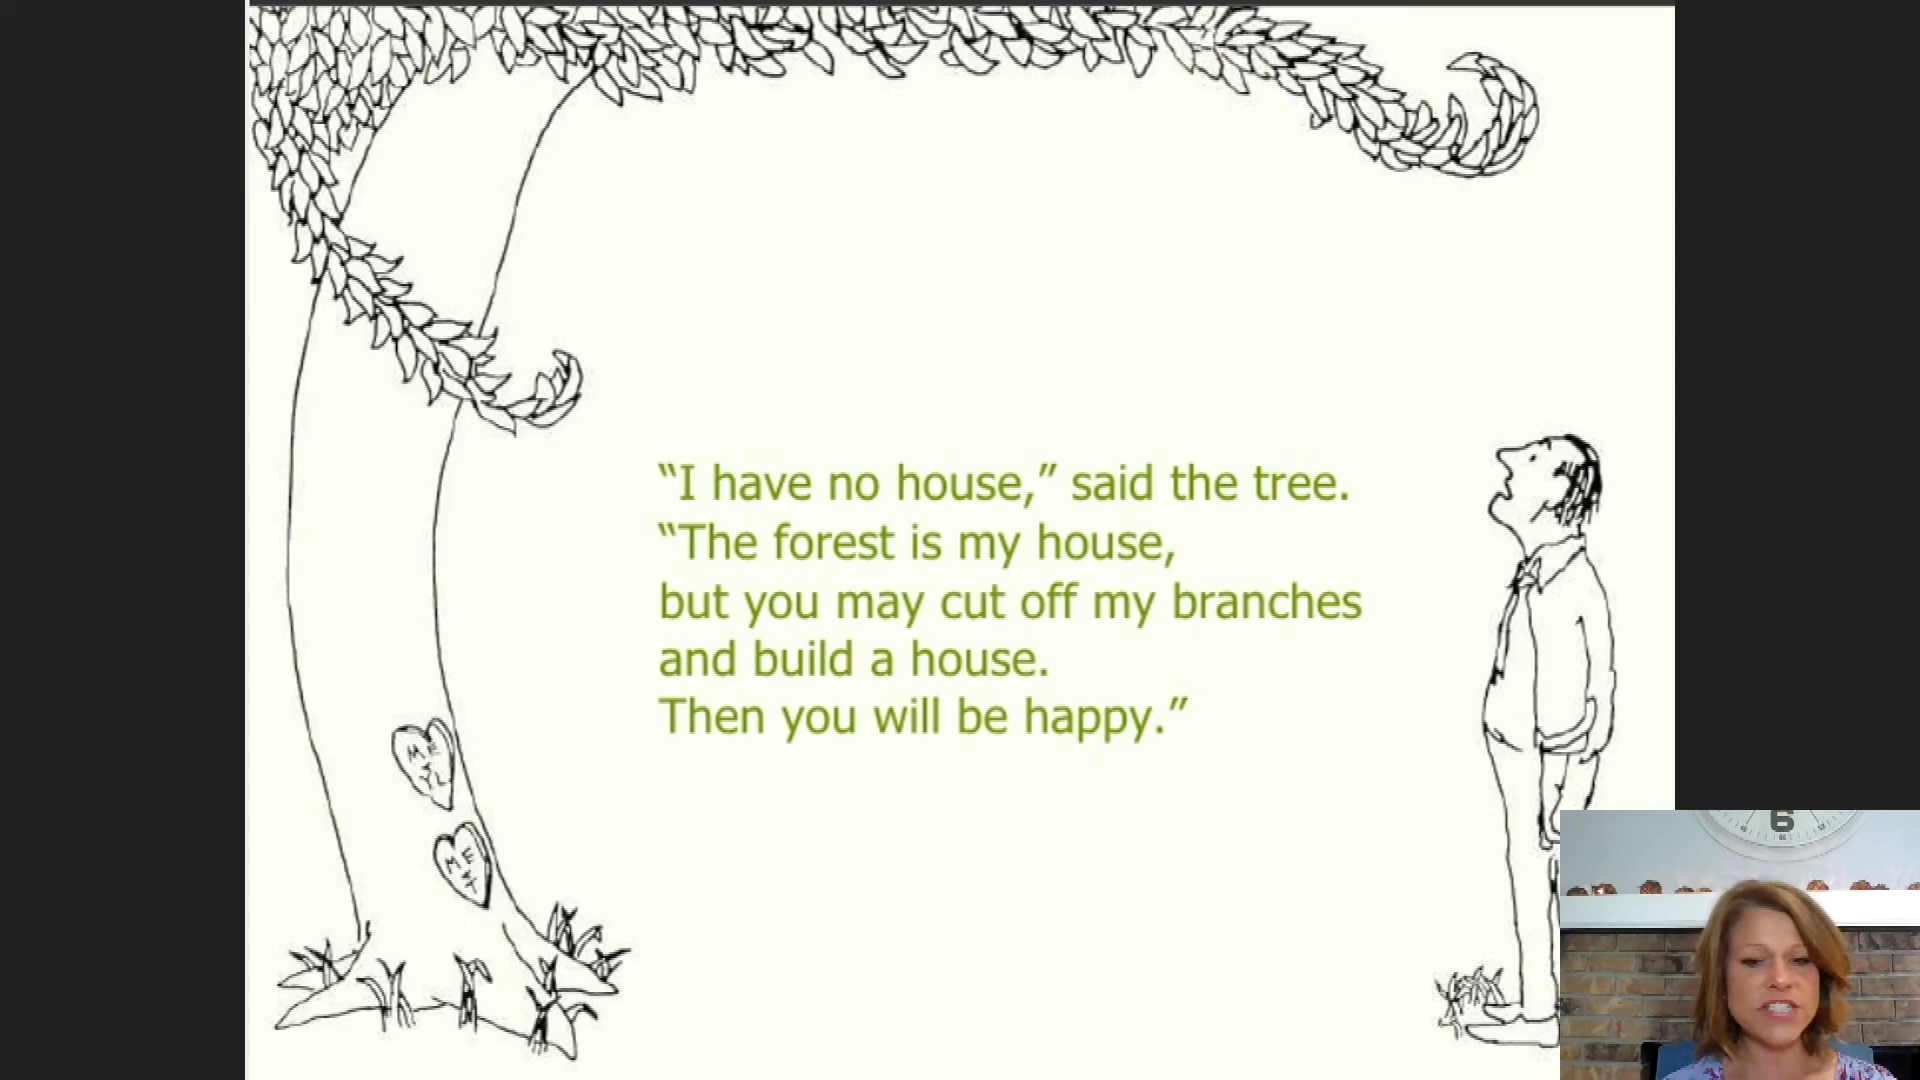 “I have no house,” said the tree.
“The forest is my house,
but you may cut off my branches
and build a house.
Then you will be happy.”
M E
+
Y L
M E
+
T
6